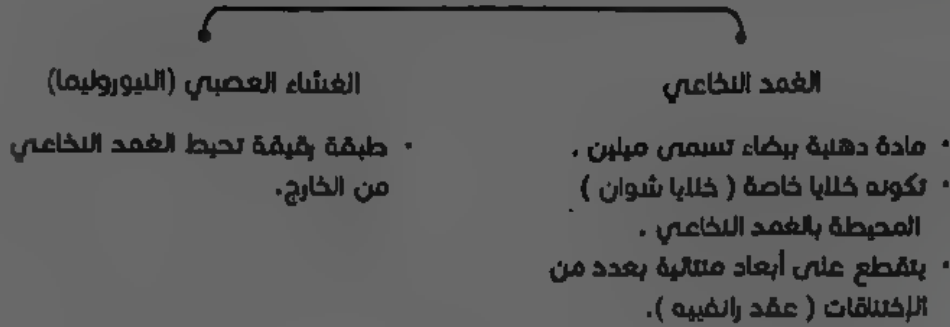 الغمد النخاعي
• مادة دهنية بيضاء تسمى ميلين .
• تكونه خلايا خاصة ( خلايا شوان )
المحيطة بالغمد النخاعي .
• يتقطع على أبعاد متتالية بعدد من
الإختناقات ( عقد رانفييه ).
الغشاء العصبي (النيوروليما)
• طبقة رقيقة تحيط الغمد النخاعي
من الخارج.